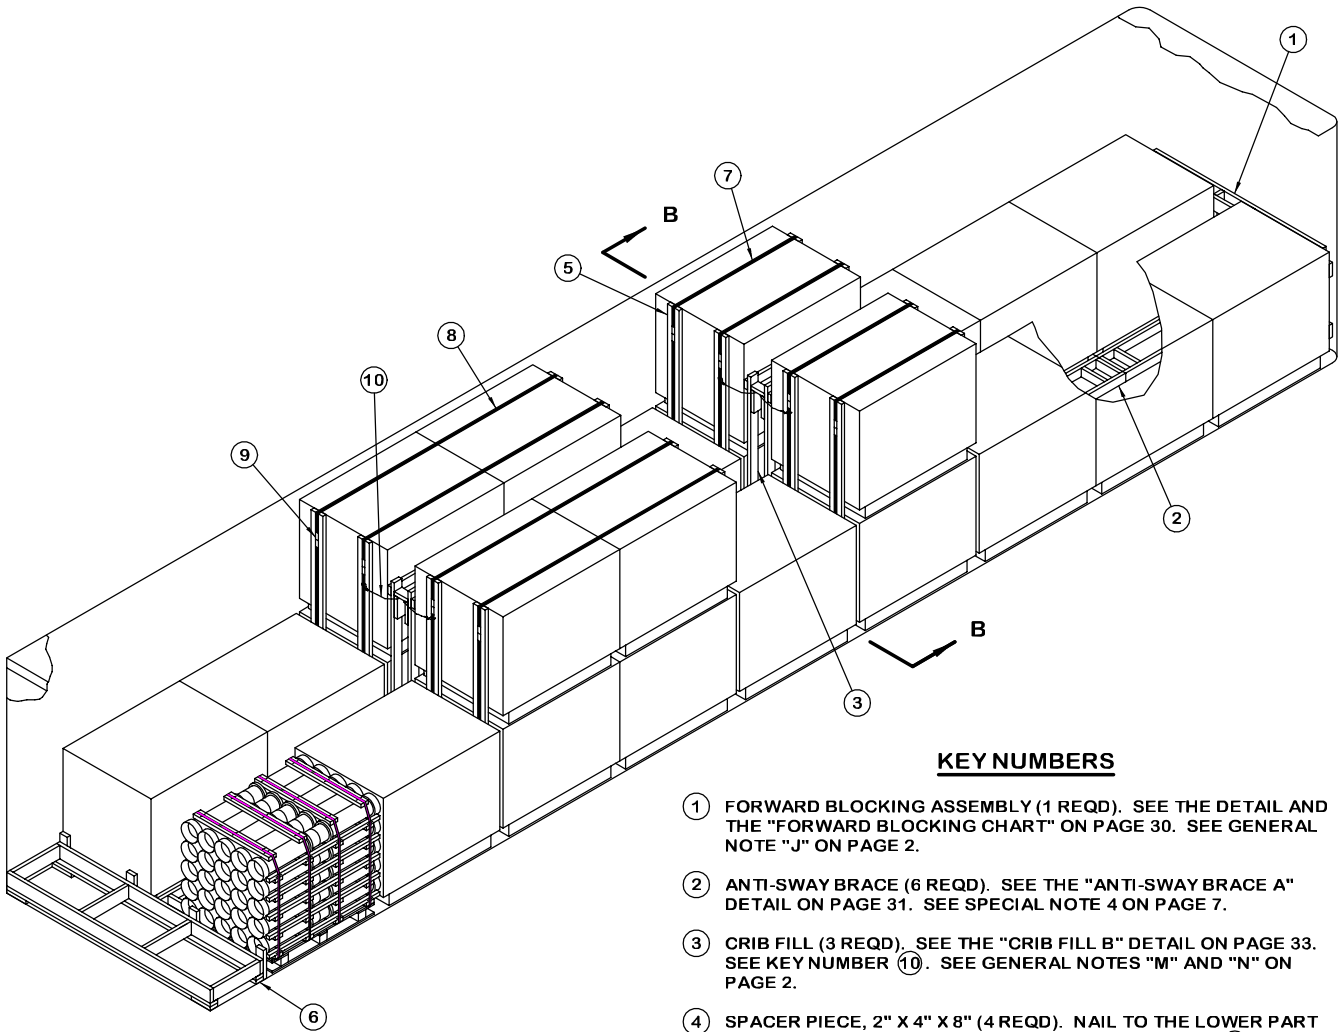 1
B
7
5
8
10
9
2
B
3
6
KEY NUMBERS
1 FORWARD BLOCKING ASSEMBLY (1 REQD). SEE THE DETAIL AND
THE "FORWARD BLOCKING CHART" ON PAGE 30. SEE GENERAL
NOTE "J" ON PAGE 2.
2 ANTI-SWAY BRACE (6 REQD). SEE THE "ANTI-SWAY BRACE A"
DETAIL ON PAGE 31. SEE SPECIAL NOTE 4 ON PAGE 7.
3 CRIB FILL (3 REQD). SEE THE "CRIB FILL B" DETAIL ON PAGE 33.
SEE KEY NUMBER 10. SEE GENERAL NOTES "M" AND "N" ON
PAGE 2.
4 SPACER PIECE, 2" X 4" X 8" (4 REQD). NAIL TO THE LOWER PART